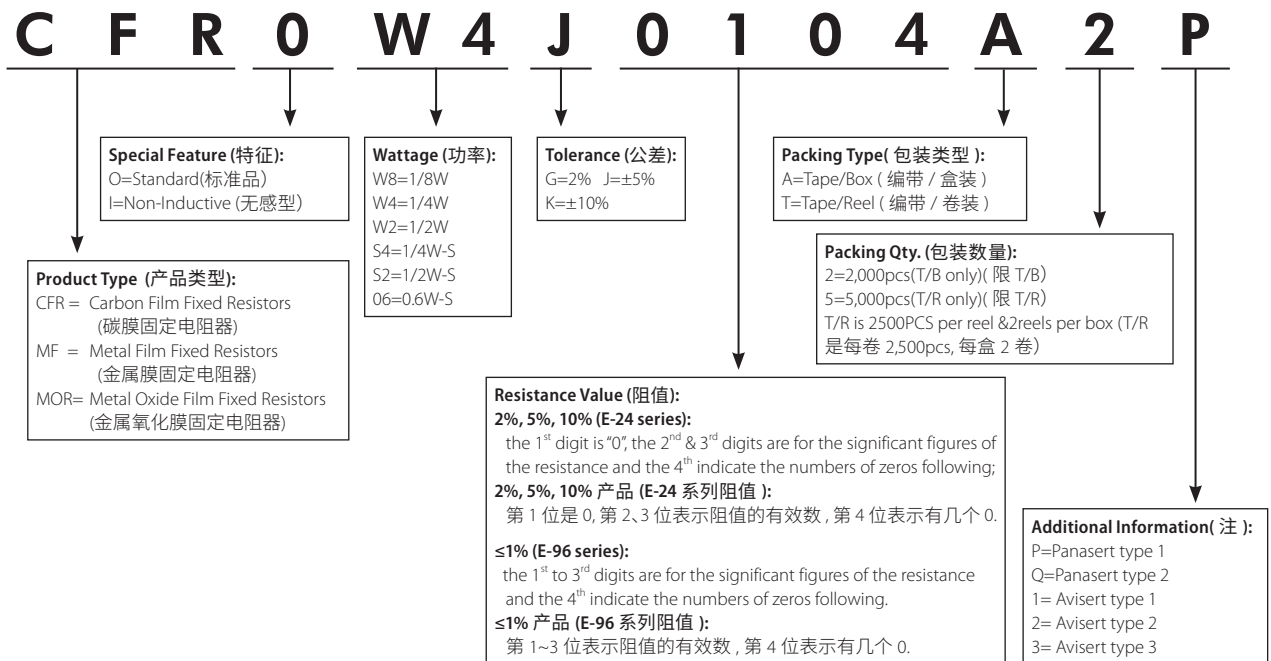 CFR0W4J0104A2P
Special Feature (特征):
O=Standard(标准品)
I=Non-Inductive (无感型)
Wattage (功率):
W8=1/8W
W4=1/4W
W2=1/2W
S4=1/4W-S
S2=1/2W-S
06=0.6W-S
Tolerance (公差):
G=2% J=±5%
K=±10%
Packing Type( 包装类型 ):
A=Tape/Box ( 编带 / 盒装 )
T=Tape/Reel ( 编带 / 卷装 )
Packing Qty. (包装数量):
2=2,000pcs(T/B only)( 限 T/B)
5=5,000pcs(T/R only)( 限 T/R)
T/R is 2500PCS per reel &2reels per box (T/R
是每卷 2,500pcs, 每盒 2 卷)
Product Type (产品类型):
CFR = Carbon Film Fixed Resistors
(碳膜固定电阻器)
MF = Metal Film Fixed Resistors
(金属膜固定电阻器)
MOR= Metal Oxide Film Fixed Resistors
(金属氧化膜固定电阻器)
Resistance Value (阻值):
2%, 5%, 10% (E-24 series):
the 1st digit is "0", the 2nd & 3rd digits are for the significant figures of
the resistance and the 4th indicate the numbers of zeros following;
2%, 5%, 10% 产品 (E-24 系列阻值 ):
第 1 位是 0, 第 2、3 位表示阻值的有效数 , 第 4 位表示有几个 0.
≤1% (E-96 series):
the 1st to 3rd digits are for the significant figures of the resistance
and the 4th indicate the numbers of zeros following.
≤1% 产品 (E-96 系列阻值 ):
第 1~3 位表示阻值的有效数 , 第 4 位表示有几个 0.
Additional Information( 注 ):
P=Panasert type 1
Q=Panasert type 2
1= Avisert type 1
2= Avisert type 2
3= Avisert type 3